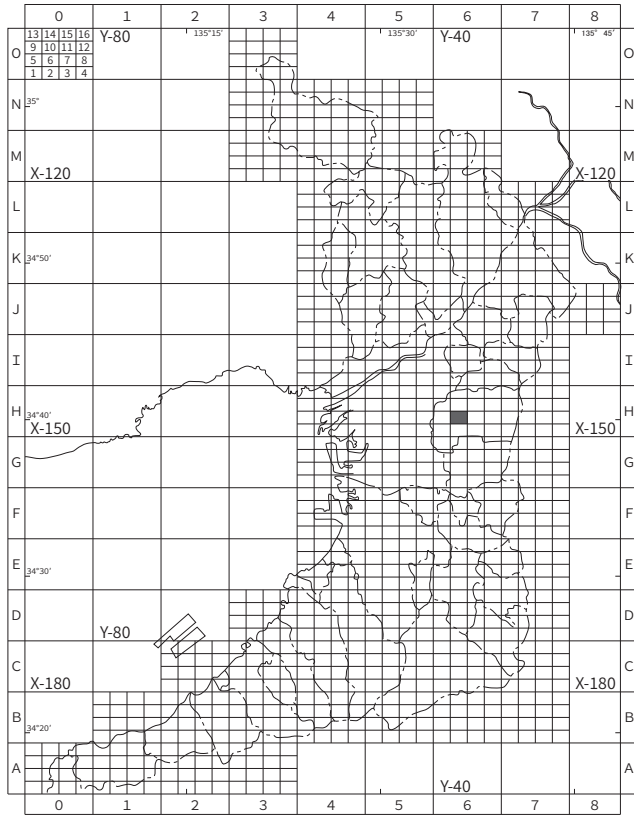 0 1 2 3 4 5 6 7 8
13 14 15 16
9 10 11 12
5 6 7 8
1 2 3 4
Y-80 135°15′ 135°30′ Y-40 135° 45′
O O
N 35° N
M M
X-120 X-120
L L
K 34°50′ K
J J
I I
H 34°40′ H
X-150 X-150
G G
F F
E 34°30′ E
D D
Y-80
C C
X-180 X-180
B 34°20′ B
A A
Y-40
0 1 2 3 4 5 6 7 8